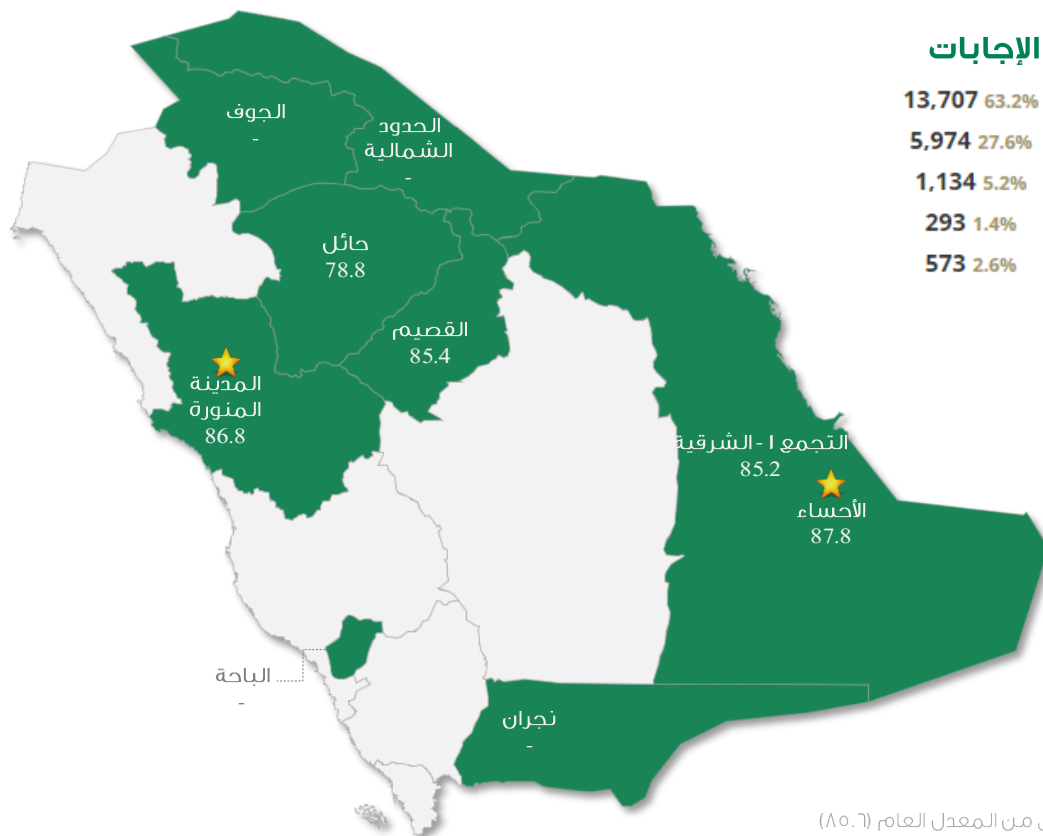 الإجابات
13,707 63.2%
5,974 27.6%
1,134 5.2%
293 1.4%
573 2.6%
الجوف
-
الحدود
الشمالية
-
حائل
78.8
القصيم
85.4
المدينة
المنورة
86.8
التجمع ١ - الشرقية
85.2
الأحساء
87.8
الباحة
-
نجران
-
من المعدل العام (٨٥.٦)